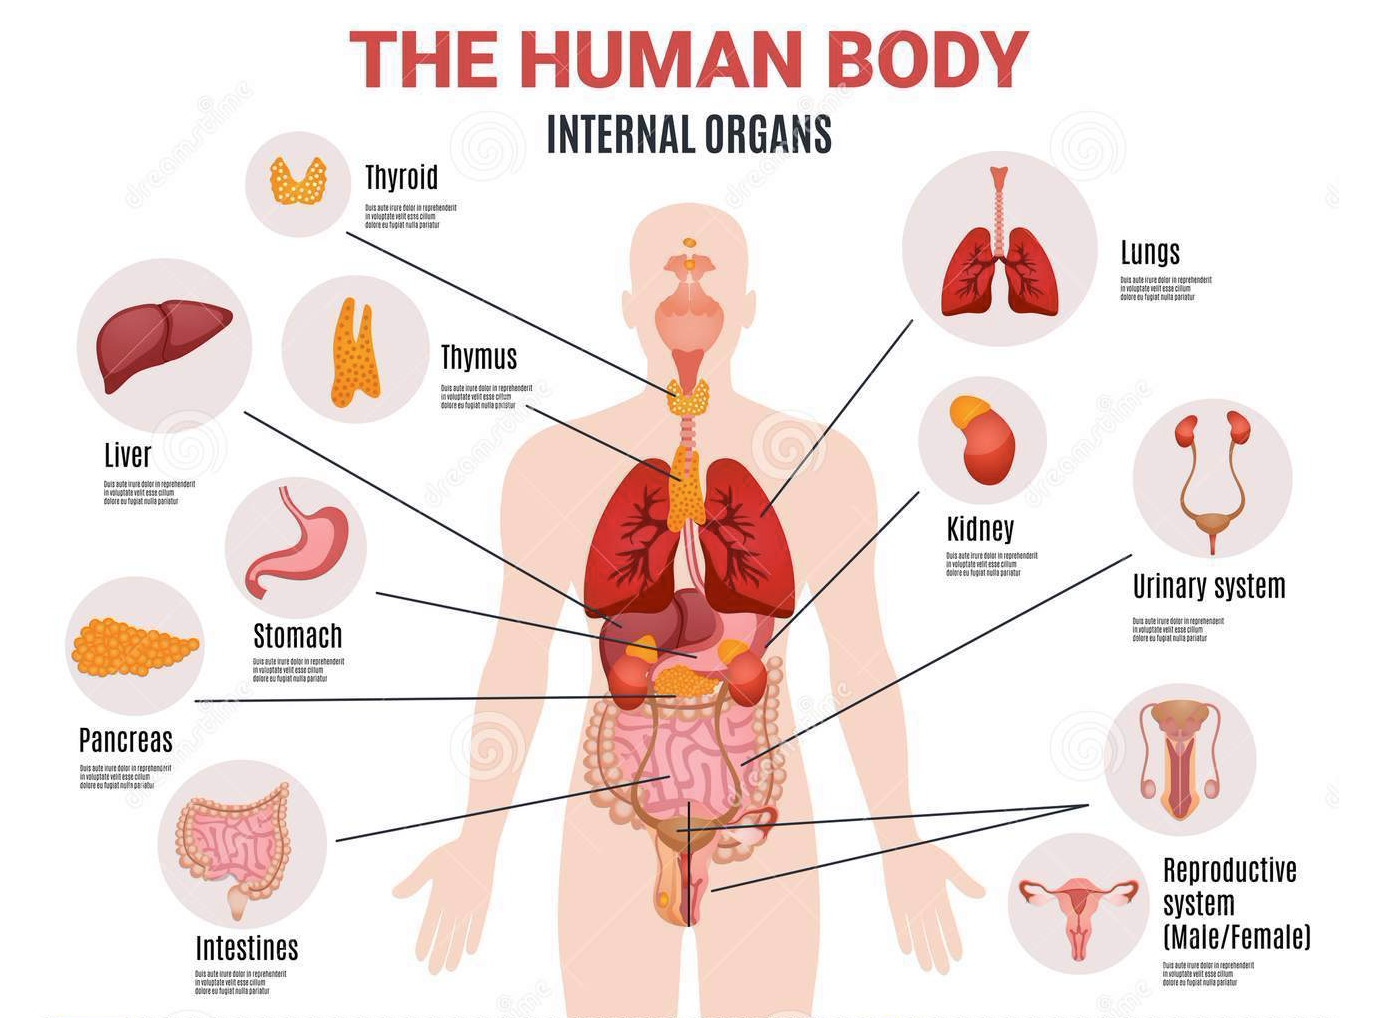 THE HUMAN BODY
INTERNAL ORGANS
Thyroid
Duis aute irure dolor in reprehenderit
in voluptate velit esse cillum
dolore eu fugiat nulla pariatur
Lungs
Duis aute irure dolor in reprehenderit
in voluptate velit esse cillum
dolore eu fugiat nulla pariatur
Thymus
Duis aute irure dolor in reprehenderit
in voluptate velit esse cillum
dolore eu fugiat nulla pariatur
Liver
Duis aute irure dolor in reprehenderit
in voluptate velit esse cillum
dolore eu fugiat nulla pariatur
Kidney
Duis aute irure dolor in reprehenderit
in voluptate velit esse cillum
dolore eu fugiat nulla pariatur
Urinary system
Duis aute irure dolor in reprehenderit
in voluptate velit esse cillum
dolore eu fugiat nulla pariatur
Stomach
Duis aute irure dolor in reprehenderit
in voluptate velit esse cillum
dolore eu fugiat nulla pariatur
Pancreas
Duis aute irure dolor in reprehenderit
in voluptate velit esse cillum
dolore eu fugiat nulla pariatur
Intestines
Duis aute irure dolor in reprehenderit
in voluptate velit esse cillum
dolore eu fugiat nulla pariatur
Reproductive
system
(Male/Female)
Duis aute irure dolor in reprehenderit
in voluptate velit esse cillum
dolore eu fugiat nulla pariatur
dreamstime
dreamstime
dreamstime
dreamstime
dreamstime
dreamstime